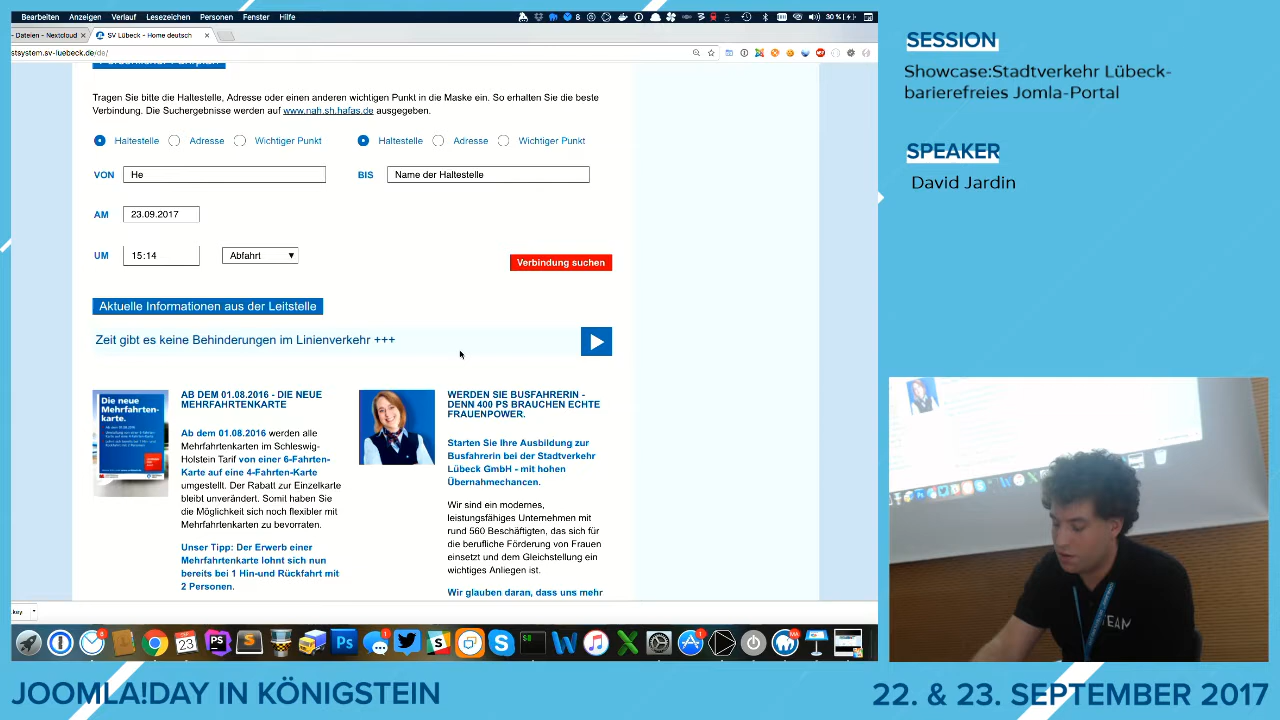 Bearbeiten Anzeigen Verlauf Lesezeichen Personen Fenster Hilfe
8
30 %
- Dateien - Nextcloud
SV Lübeck - Home deutsch
stsystem.sv-luebeck.de/de/
Tragen Sie bitte die Haltestelle, Adresse oder einen anderen wichtigen Punkt in die Maske ein. So erhalten Sie die beste
Verbindung. Die Suchergebnisse werden auf www.nah.sh.hafas.de ausgegeben.
Haltestelle Adresse Wichtiger Punkt Haltestelle Adresse Wichtiger Punkt
VON He BIS Name der Haltestelle
AM 23.09.2017
UM 15:14 Abfahrt
Verbindung suchen
Aktuelle Informationen aus der Leitstelle
Zeit gibt es keine Behinderungen im Linienverkehr +++
Die neue
Mehrfahrten-
karte.
AB DEM 01.08.2016 - DIE NEUE
MEHRFAHRTENKARTE
Ab dem 01.08.2016 werden alle
Mehrfahrtenkarten im Schleswig-
Holstein Tarif von einer 6-Fahrten-
Karte auf eine 4-Fahrten-Karte
umgestellt. Der Rabatt zur Einzelkarte
bleibt unverändert. Somit haben Sie
die Möglichkeit sich noch flexibler mit
Mehrfahrtenkarten zu bevorraten.
Unser Tipp: Der Erwerb einer
Mehrfahrtenkarte lohnt sich nun
bereits bei 1 Hin-und Rückfahrt mit
2 Personen.
WERDEN SIE BUSFAHRERIN -
DENN 400 PS BRAUCHEN ECHTE
FRAUENPOWER.
Starten Sie Ihre Ausbildung zur
Busfahrerin bei der Stadtverkehr
Lübeck GmbH - mit hohen
Übernahmechancen.
Wir sind ein modernes,
leistungsfähiges Unternehmen mit
rund 560 Beschäftigten, das sich für
die berufliche Förderung von Frauen
einsetzt und dem Gleichstellung ein
wichtiges Anliegen ist.
Wir glauben daran, dass uns mehr
key
SESSION
Showcase:Stadtverkehr Lübeck-
barierefreies Jomla-Portal
SPEAKER
David Jardin
TEAM
JOOMLA!DAY IN KÖNIGSTEIN
22. & 23. SEPTEMBER 2017